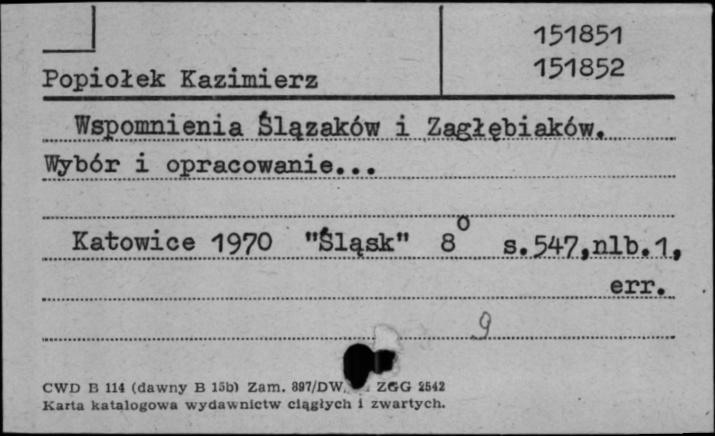 151851
151852
Popiołek Kazimierz
Wspomnienia Ślązaków i Zagłębiaków.
Wybór i opracowanie...
Katowice 1970 "Śląsk" 8° s.547,nlb.1,
err.
9
CWD B 114 (dawny B 15b) Zam. 897/DW. ZGG 2542
Karta katalogowa wydawnictw ciągłych i zwartych.